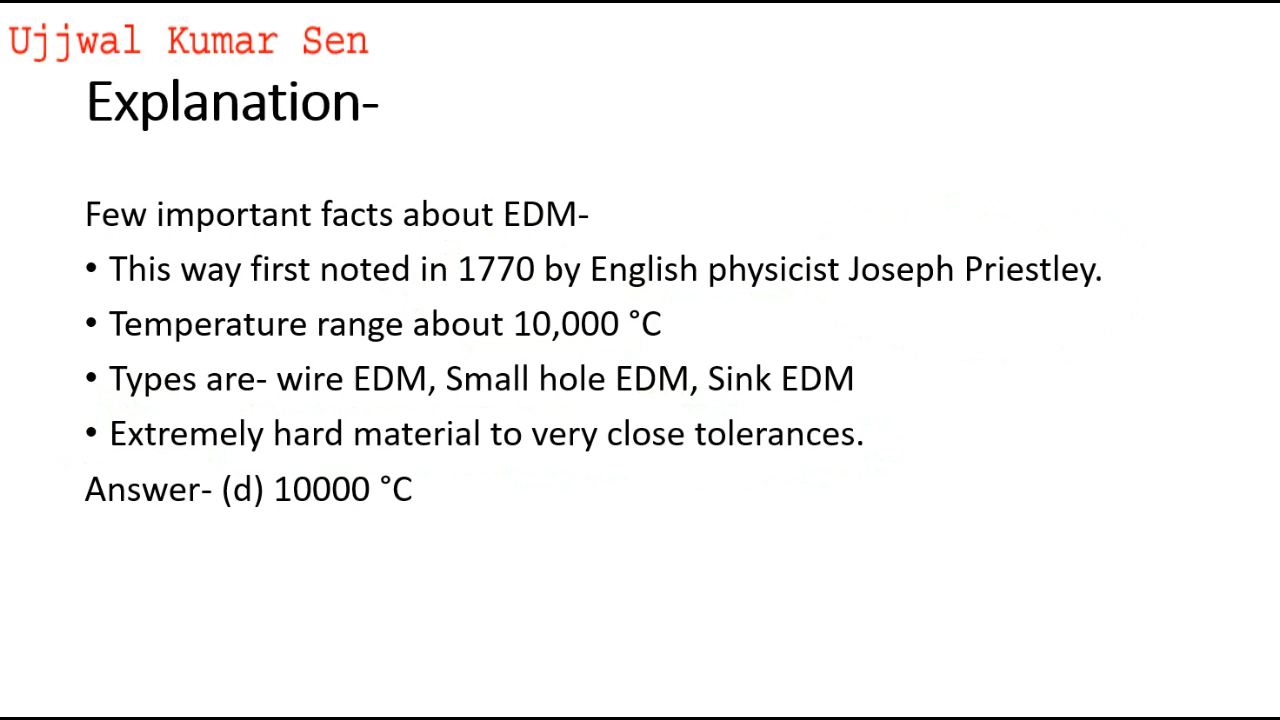 Ujjwal Kumar Sen
Explanation-
Few important facts about EDM-
• This way first noted in 1770 by English physicist Joseph Priestley.
• Temperature range about 10,000 °C
• Types are- wire EDM, Small hole EDM, Sink EDM
• Extremely hard material to very close tolerances.
Answer- (d) 10000 °C